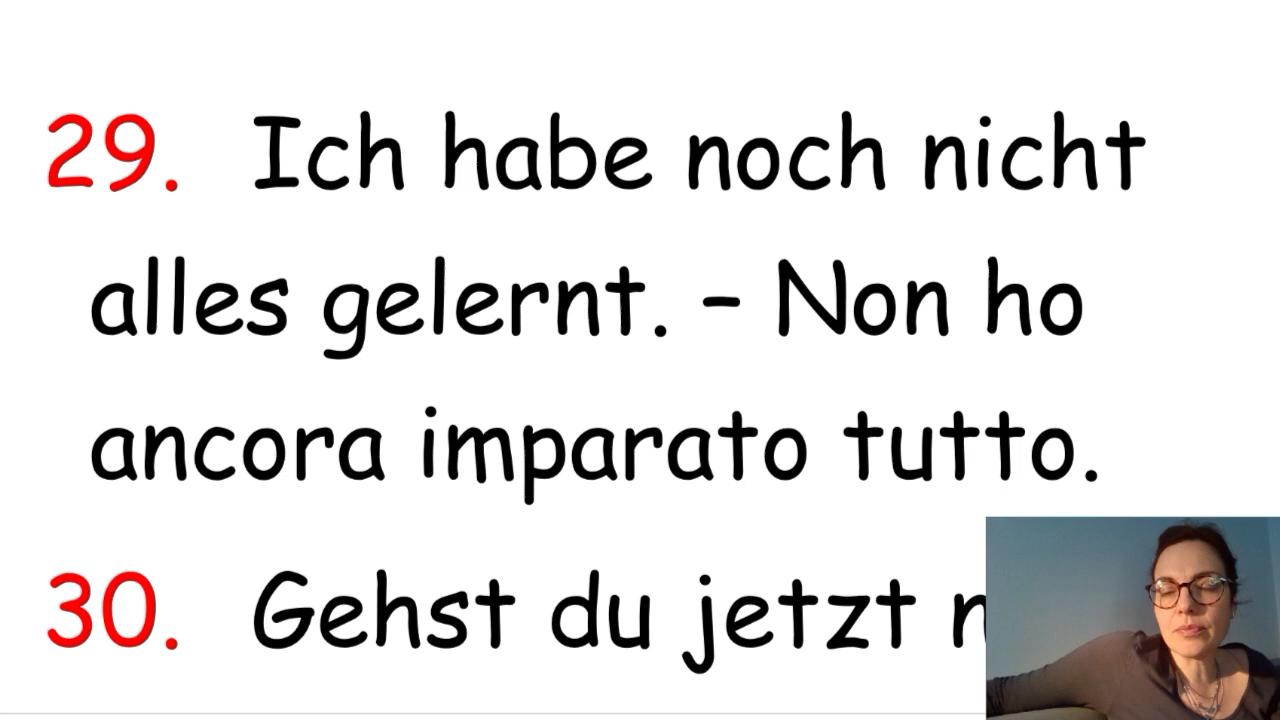 29. Ich habe noch nicht
alles gelernt. – Non ho
ancora imparato tutto.
30. Gehst du jetzt